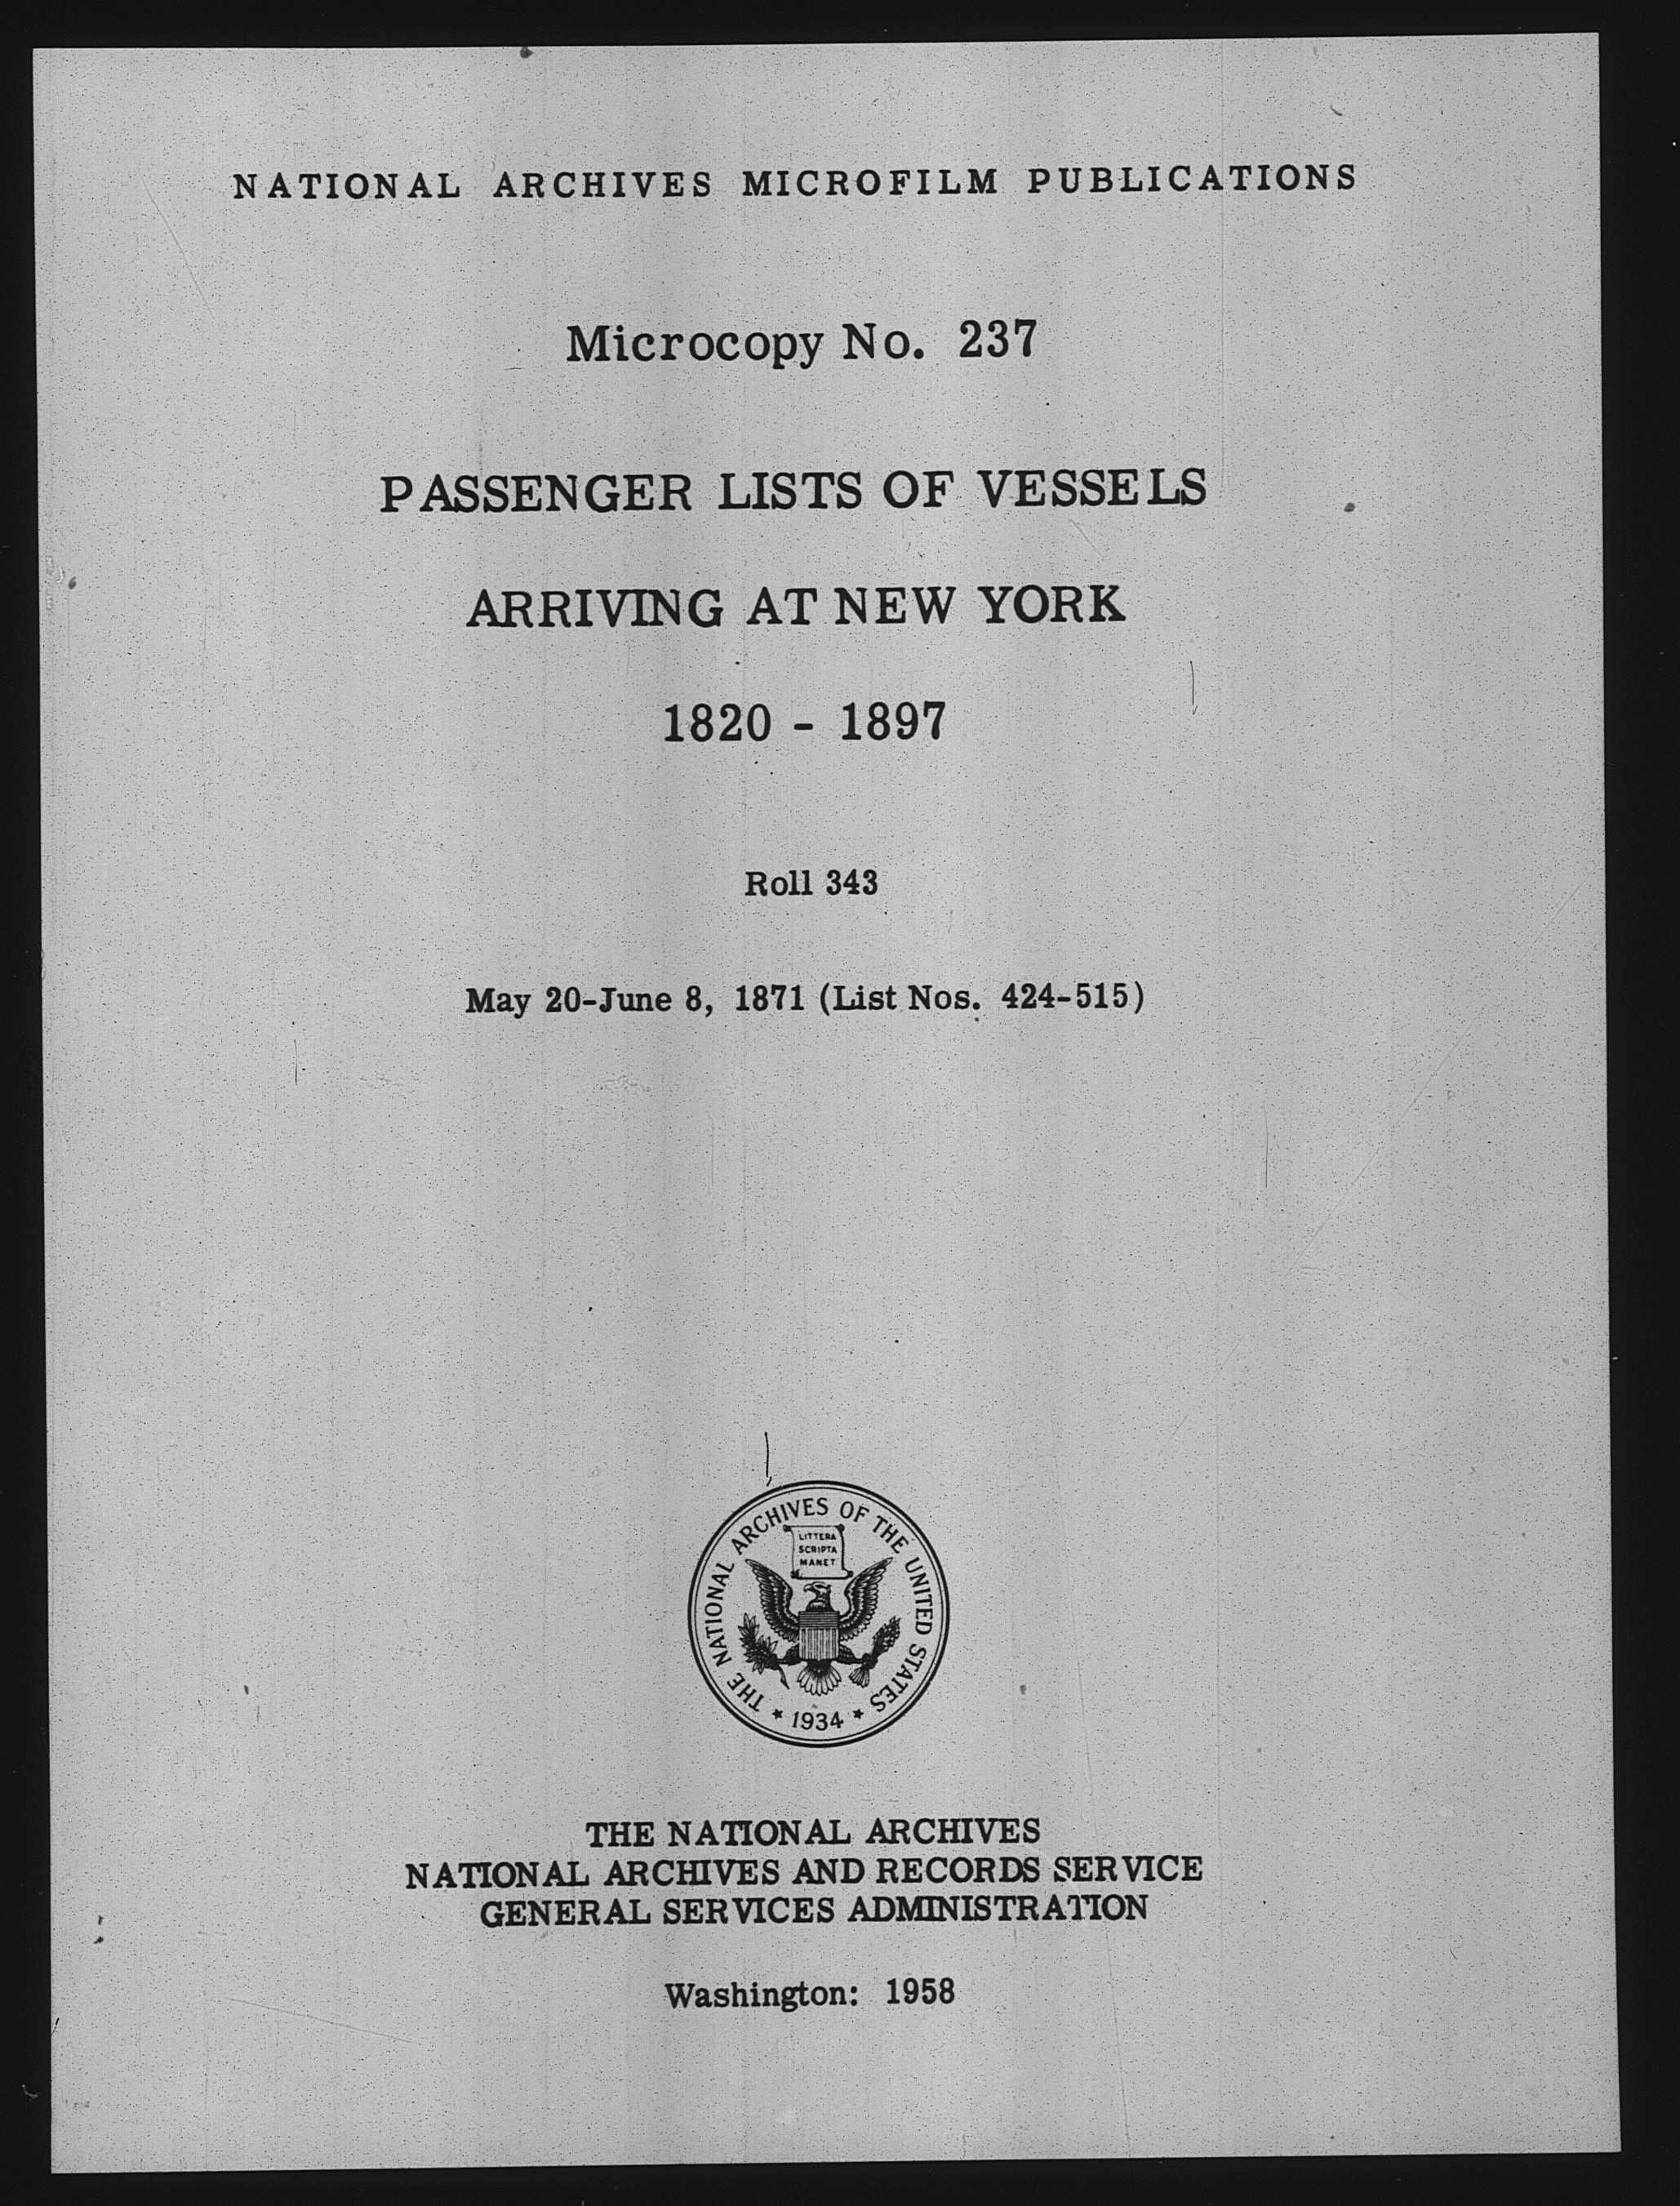 NATIONAL ARCHIVES MICROFILM PUBLICATIONS
Microcopy No. 237
PASSENGER LISTS OF VESSELS
ARRIVING AT NEW YORK
1820 - 1897
Roll 343
May 20-June 8, 1871 (List Nos. 424-515)
THE NATIONAL ARCHIVES OF THE UNITED STATES
LITTERA
SCRIPTA
MANET
* 1934 *
THE NATIONAL ARCHIVES
NATIONAL ARCHIVES AND RECORDS SERVICE
GENERAL SERVICES ADMINISTRATION
Washington: 1958